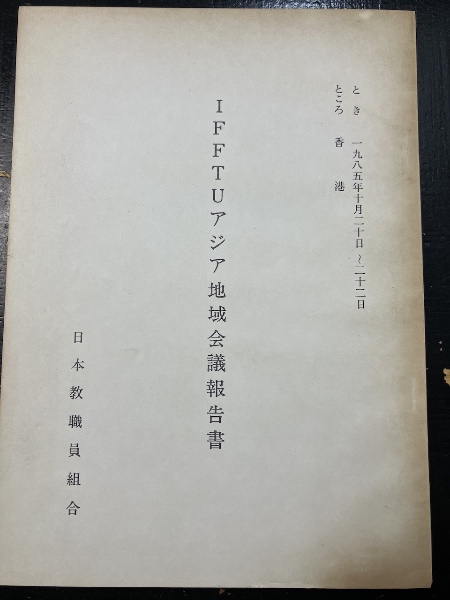 とき　一九八五年十月二十日～二十二日
ところ　香港
IFFTUアジア地域会議報告書
日本教職員組合